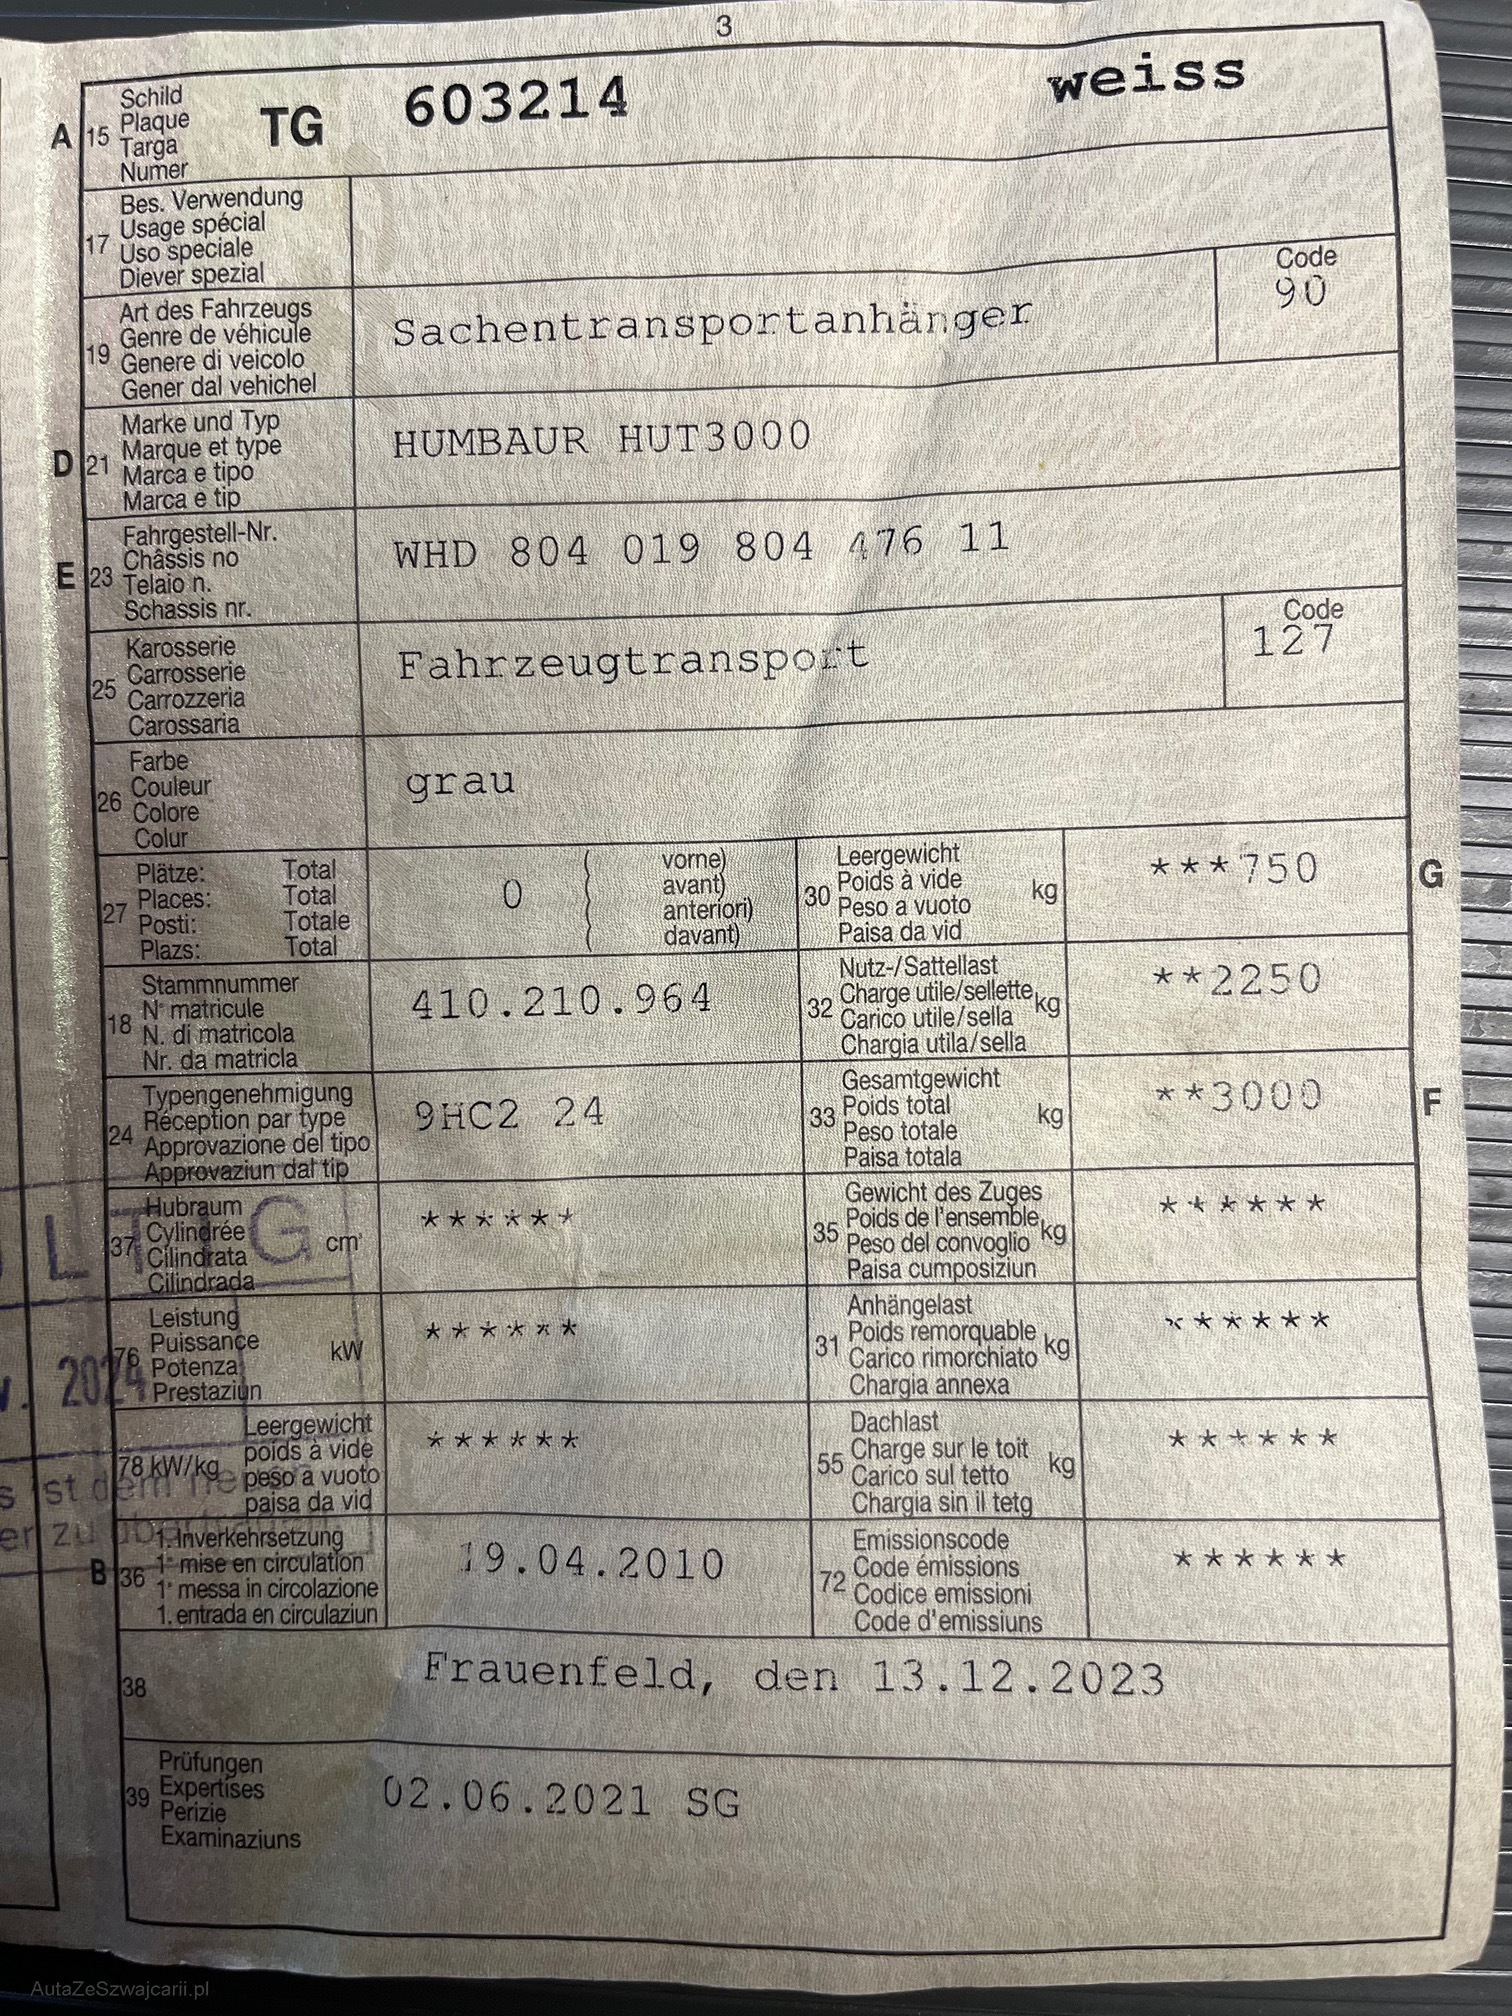 3
A 15 Schild TG 603214 weiss
Plaque
Targa
Numer
17 Bes. Verwendung
Usage spécial
Uso speciale
Diever spezial
19 Art des Fahrzeugs Sachentransportanhänger Code
Genre de véhicule 90
Genere di veicolo
Gener dal vehichel
D 21 Marke und Typ HUMBAUR HUT3000
Marque et type
Marca e tipo
Marca e tip
E 23 Fahrgestell-Nr. WHD 804 019 804 476 11
Châssis no
Telaio n.
Schassis nr.
25 Karosserie Fahrzeugtransport Code
Carrosserie 127
Carrozzeria
Carossaria
26 Farbe grau
Couleur
Colore
Colur
27 Plätze: Total 0 ( vorne)
Places: Total ( avant)
Posti: Totale ( anteriori)
Plazs: Total ( davant)
30 Leergewicht kg ***750 G
Poids à vide
Peso a vuoto
Paisa da vid
18 Stammnummer 410.210.964
N° matricule
N. di matricola
Nr. da matricla
32 Nutz-/Sattellast kg **2250
Charge utile/sellette
Carico utile/sella
Chargia utila/sella
24 Typengenehmigung 9HC2 24
Réception par type
Approvazione del tipo
Approvaziun dal tip
33 Gesamtgewicht kg **3000 F
Poids total
Peso totale
Paisa totala
37 Hubraum cm³ ******
Cylindrée
Cilindrata
Cilindrada
35 Gewicht des Zuges kg ******
Poids de l'ensemble
Peso del convoglio
Paisa cumposiziun
76 Leistung kW ******
Puissance
Potenza
Prestaziun
31 Anhängelast kg ******
Poids remorquable
Carico rimorchiato
Chargia annexa
78 kW/kg Leergewicht ******
poids à vide
peso a vuoto
paisa da vid
55 Dachlast kg ******
Charge sur le toit
Carico sul tetto
Chargia sin il tetg
B 36 1. Inverkehrsetzung 19.04.2010
1e mise en circulation
1a messa in circolazione
1. entrada en circulaziun
72 Emissionscode ******
Code émissions
Codice emissioni
Code d'emissiuns
38 Frauenfeld, den 13.12.2023
39 Prüfungen 02.06.2021 SG
Expertises
Perizie
Examinaziuns
2024
AutaZeSzwajcarii.pl